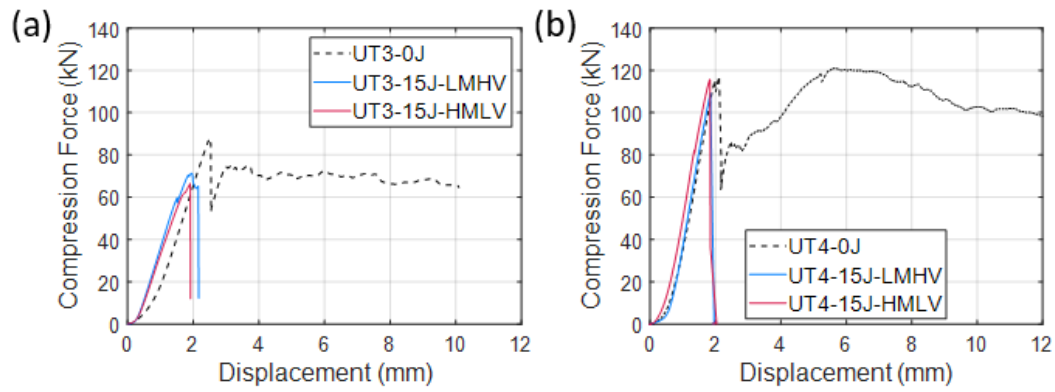 (a)
Compression Force (kN)
140
120
100
80
60
40
20
0
UT3-0J
UT3-15J-LMHV
UT3-15J-HMLV
0 2 4 6 8 10 12
Displacement (mm)
(b)
Compression Force (kN)
140
120
100
80
60
40
20
0
UT4-0J
UT4-15J-LMHV
UT4-15J-HMLV
0 2 4 6 8 10 12
Displacement (mm)